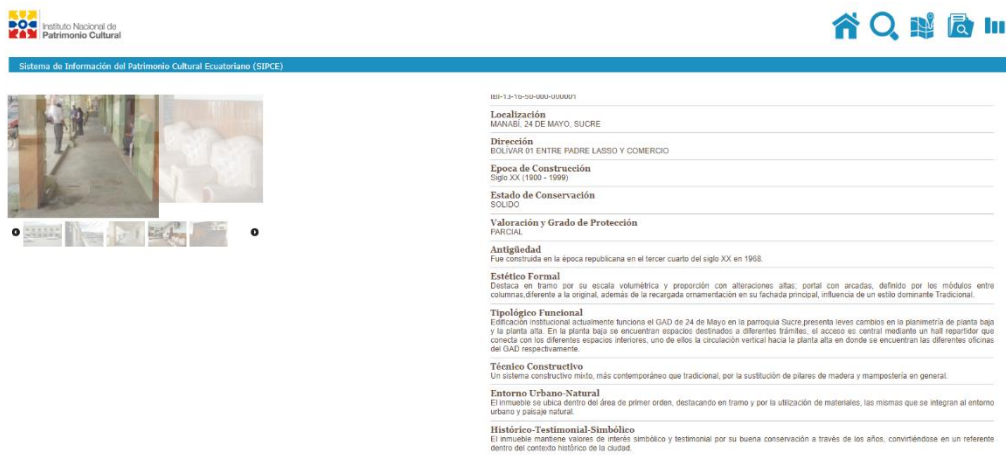 Instituto Nacional de
Patrimonio Cultural
Sistema de Información del Patrimonio Cultural Ecuatoriano (SIPCE)
IBI-13-16-50-000-000001
Localización
MANABÍ, 24 DE MAYO, SUCRE
Dirección
BOLIVAR 01 ENTRE PADRE LASSO Y COMERCIO
Epoca de Construcción
Siglo XX (1900 - 1999)
Estado de Conservación
SOLIDO
Valoración y Grado de Protección
PARCIAL
Antigüedad
Fue construida en la época republicana en el tercer cuarto del siglo XX en 1968.
Estético Formal
Destaca en tramo por su escala volumétrica y proporción con alteraciones altas, portal con arcadas, definido por los módulos entre
columnas,diferente a la original, además de la recargada ornamentación en su fachada principal, influencia de un estilo dominante Tradicional.
Tipológico Funcional
Edificación institucional actualmente funciona el GAD de 24 de Mayo en la parroquia Sucre,presenta leves cambios en la planimetría de planta baja
y la planta alta. En la planta baja se encuentran espacios destinados a diferentes trámites, el acceso es central mediante un hall repartidor que
conecta con los diferentes espacios interiores, uno de ellos la circulación vertical hacia la planta alta en donde se encuentran las diferentes oficinas
del GAD respectivamente.
Técnico Constructivo
Un sistema constructivo mixto, más contemporáneo que tradicional, por la sustitución de pilares de madera y mampostería en general.
Entorno Urbano-Natural
El inmueble se ubica dentro del área de primer orden, destacando en tramo y por la utilización de materiales, las mismas que se integran al entorno
urbano y paisaje natural.
Histórico-Testimonial-Simbólico
El inmueble mantiene valores de interés simbólico y testimonial por su buena conservación a través de los años, convirtiéndose en un referente
dentro del contexto histórico de la ciudad.